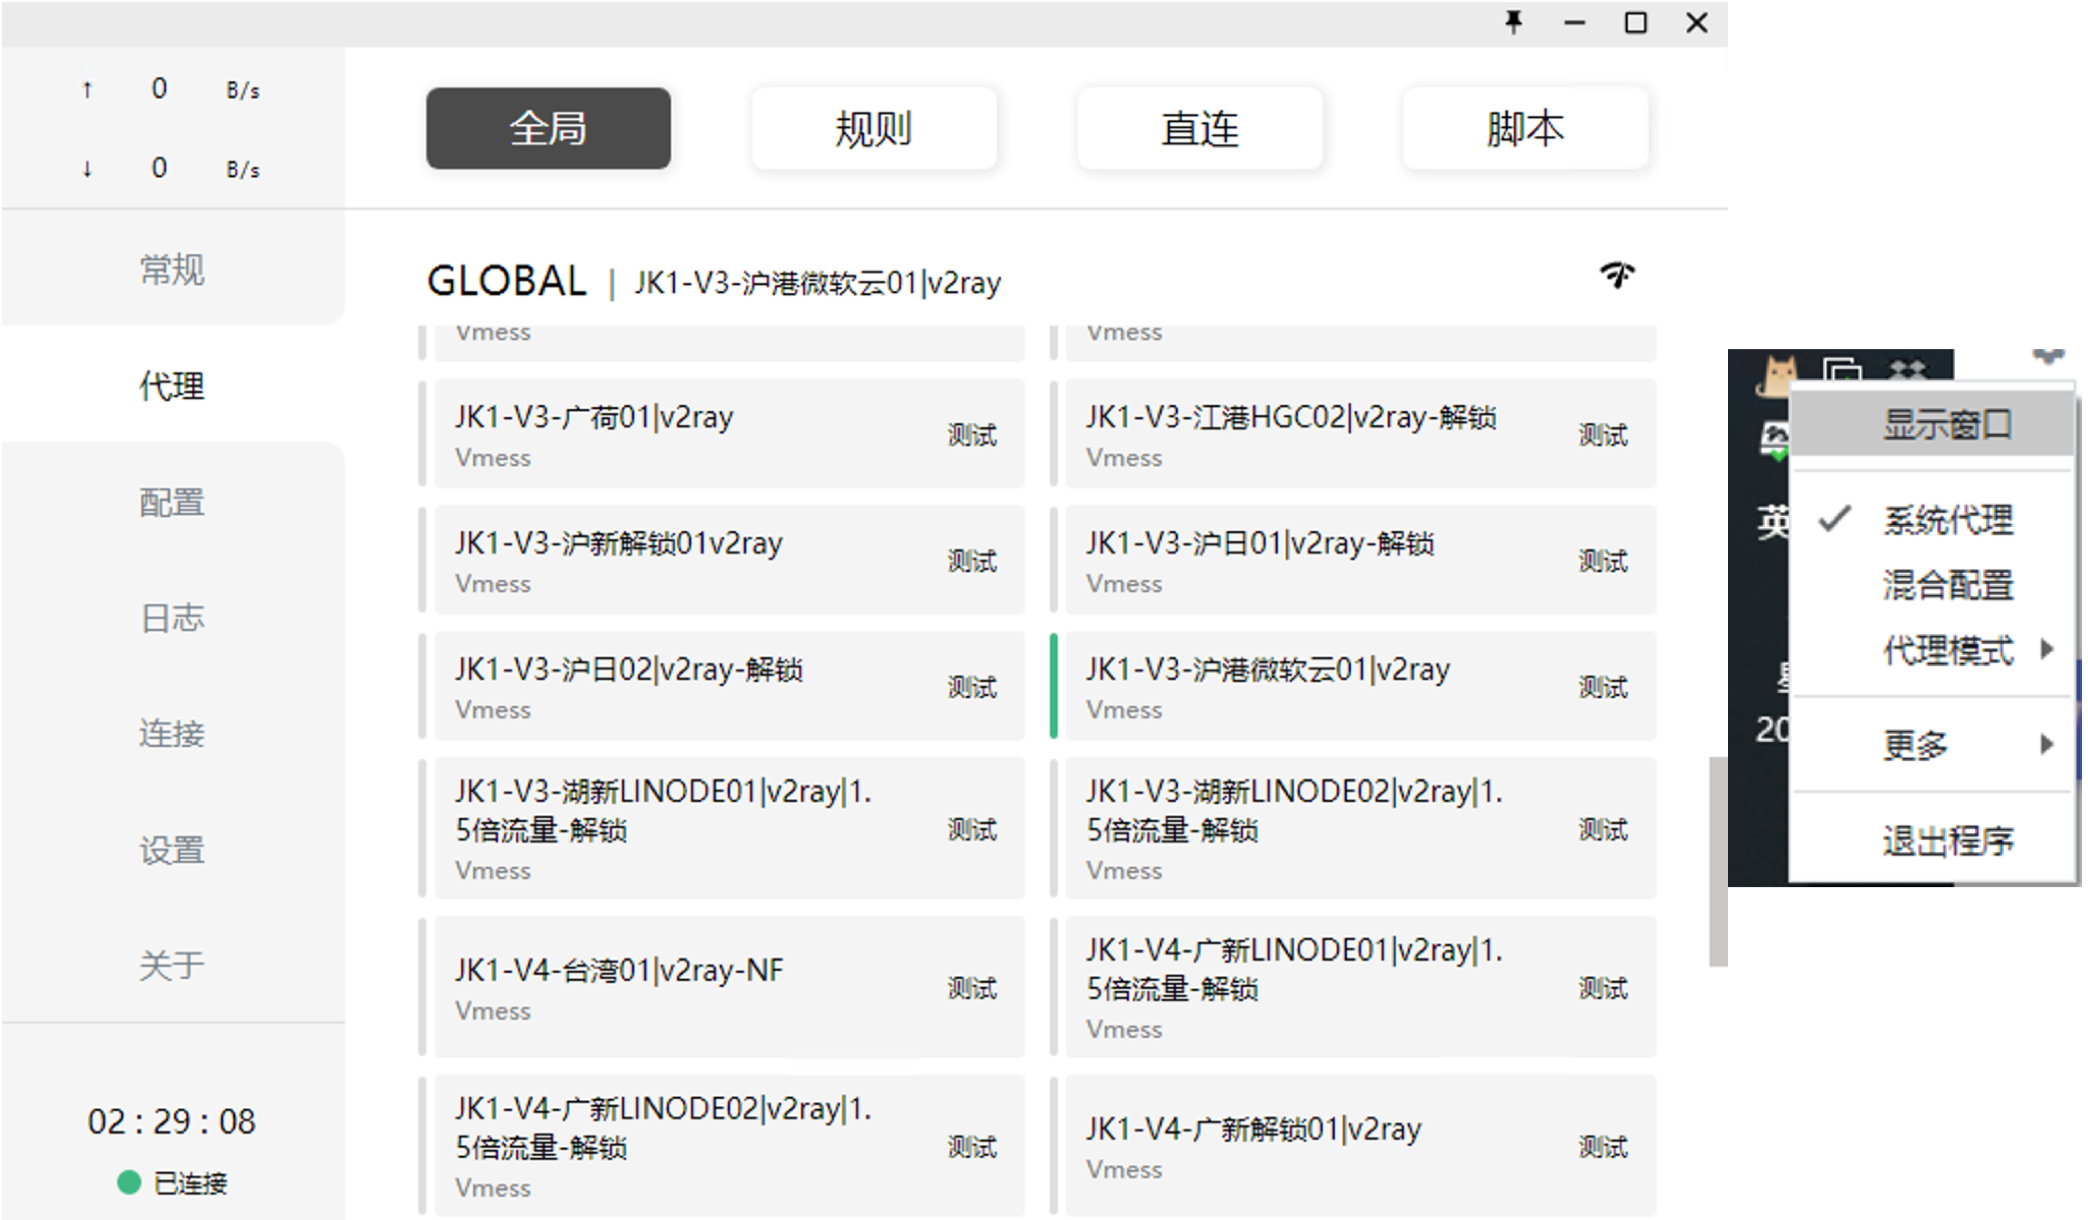 ↑ 0 B/s
↓ 0 B/s
常规
代理
配置
日志
连接
设置
关于
02 : 29 : 08
已连接
全局 规则 直连 脚本
GLOBAL | JK1-V3-沪港微软云01|v2ray
Vmess
Vmess
JK1-V3-广荷01|v2ray
Vmess
测试
JK1-V3-江港HGC02|v2ray-解锁
Vmess
测试
JK1-V3-沪新解锁01v2ray
Vmess
测试
JK1-V3-沪日01|v2ray-解锁
Vmess
测试
JK1-V3-沪日02|v2ray-解锁
Vmess
测试
JK1-V3-沪港微软云01|v2ray
Vmess
测试
JK1-V3-湖新LINODE01|v2ray|1.
5倍流量-解锁
Vmess
测试
JK1-V3-湖新LINODE02|v2ray|1.
5倍流量-解锁
Vmess
测试
JK1-V4-台湾01|v2ray-NF
Vmess
测试
JK1-V4-广新LINODE01|v2ray|1.
5倍流量-解锁
Vmess
测试
JK1-V4-广新LINODE02|v2ray|1.
5倍流量-解锁
Vmess
测试
JK1-V4-广新解锁01|v2ray
Vmess
测试
英
20
显示窗口
系统代理
混合配置
代理模式
更多
退出程序